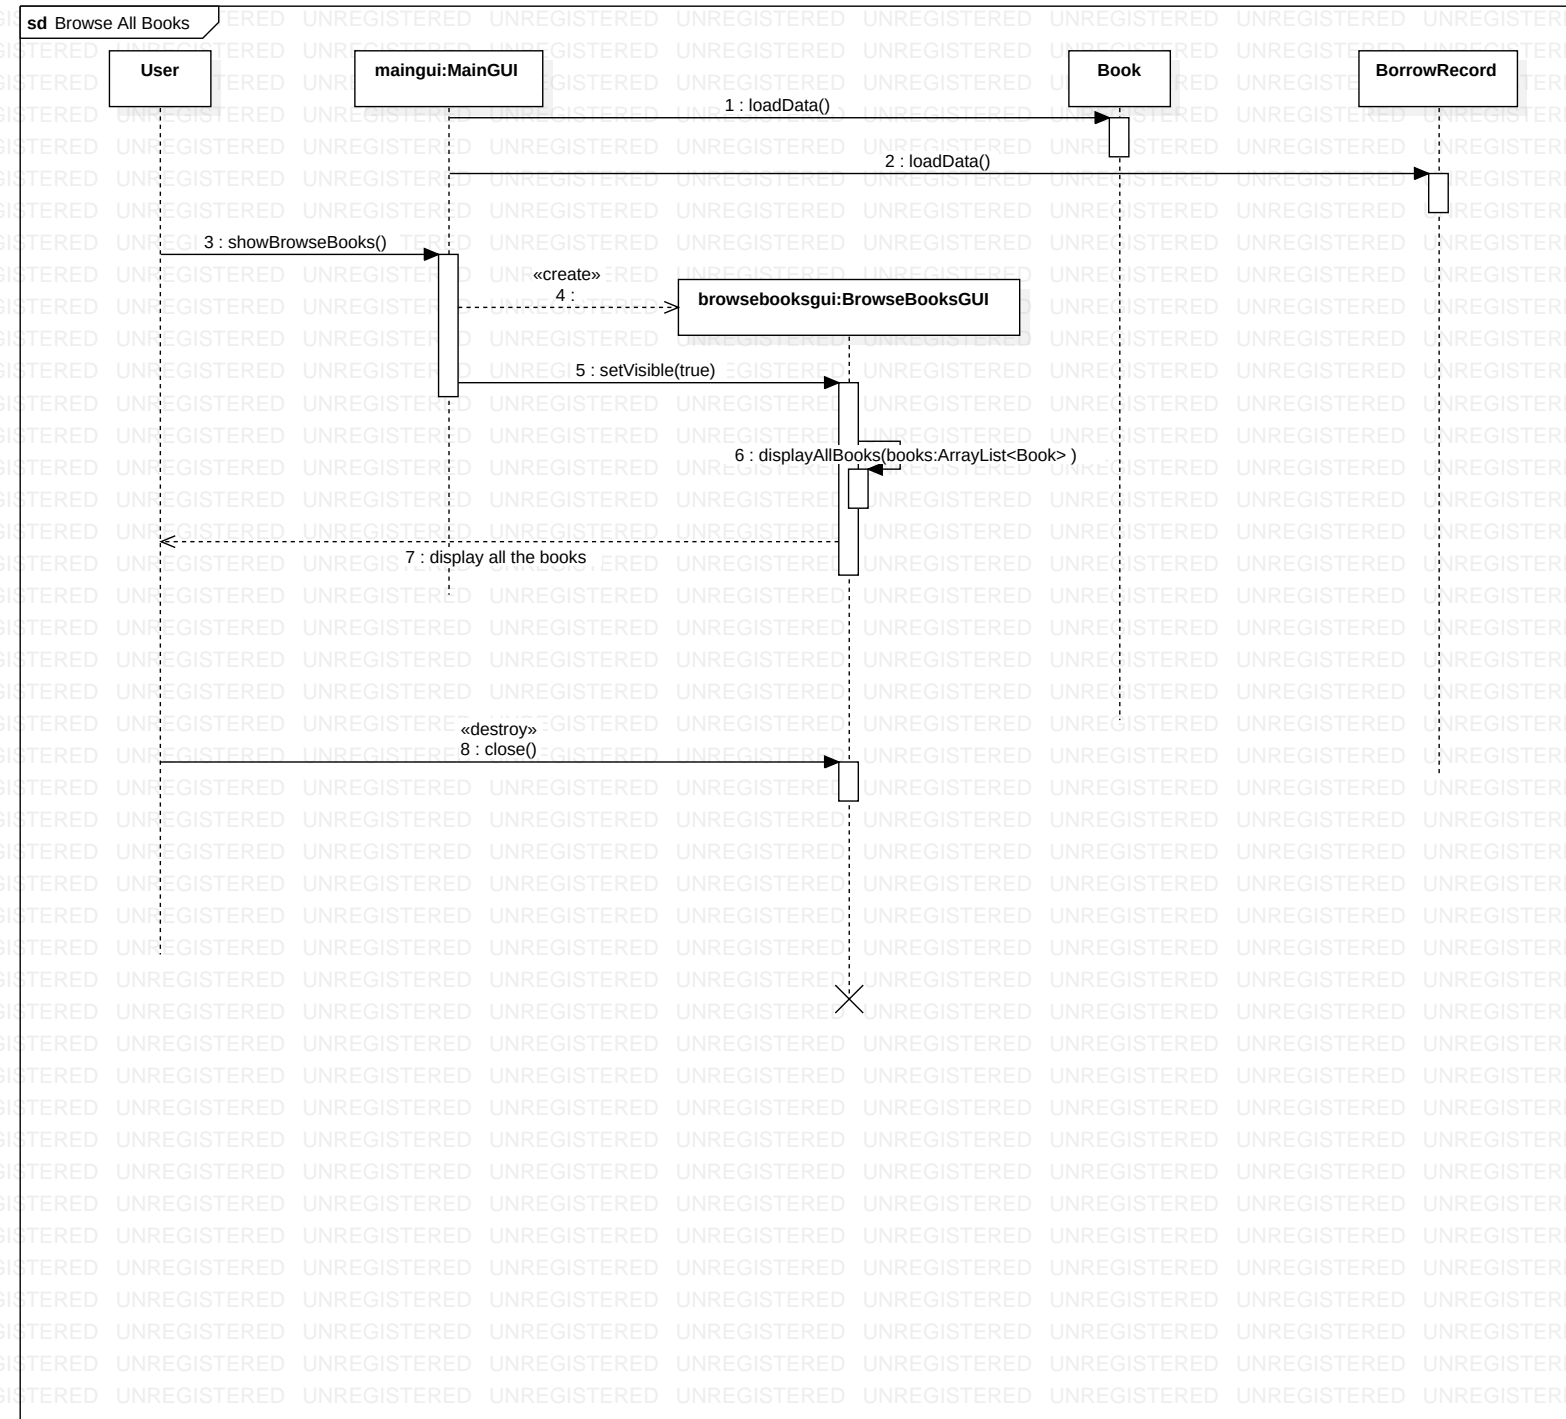 sd Browse All Books
User
maingui:MainGUI
Book
BorrowRecord
1 : loadData()
2 : loadData()
3 : showBrowseBooks()
«create»
4 :
browsebooksgui:BrowseBooksGUI
5 : setVisible(true)
6 : displayAllBooks(books:ArrayList<Book> )
7 : display all the books
«destroy»
8 : close()
UNREGISTERED